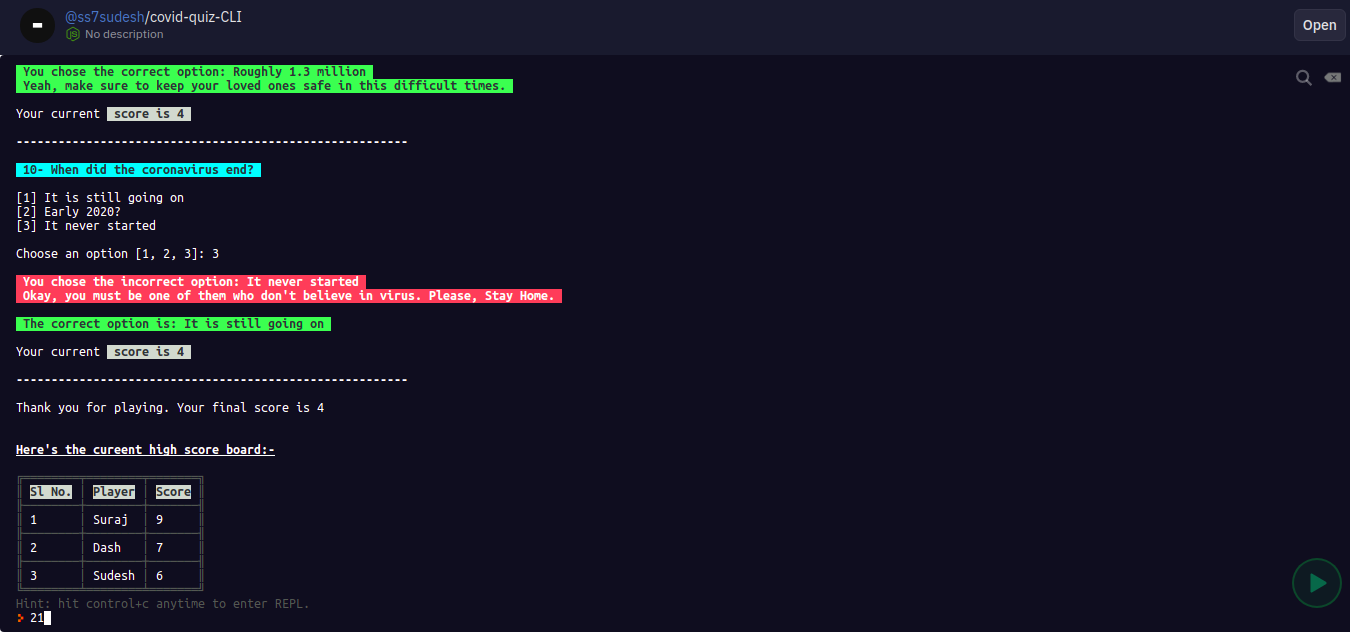 @ss7sudesh/covid-quiz-CLI
No description
Open
You chose the correct option: Roughly 1.3 million
Yeah, make sure to keep your loved ones safe in this difficult times.
Your current score is 4
--------------------------------------------------------
10- When did the coronavirus end?
[1] It is still going on
[2] Early 2020?
[3] It never started
Choose an option [1, 2, 3]: 3
You chose the incorrect option: It never started
Okay, you must be one of them who don't believe in virus. Please, Stay Home.
The correct option is: It is still going on
Your current score is 4
--------------------------------------------------------
Thank you for playing. Your final score is 4
Here's the cureent high score board:-
Sl No. Player Score
1 Suraj 9
2 Dash 7
3 Sudesh 6
Hint: hit control+c anytime to enter REPL.
21